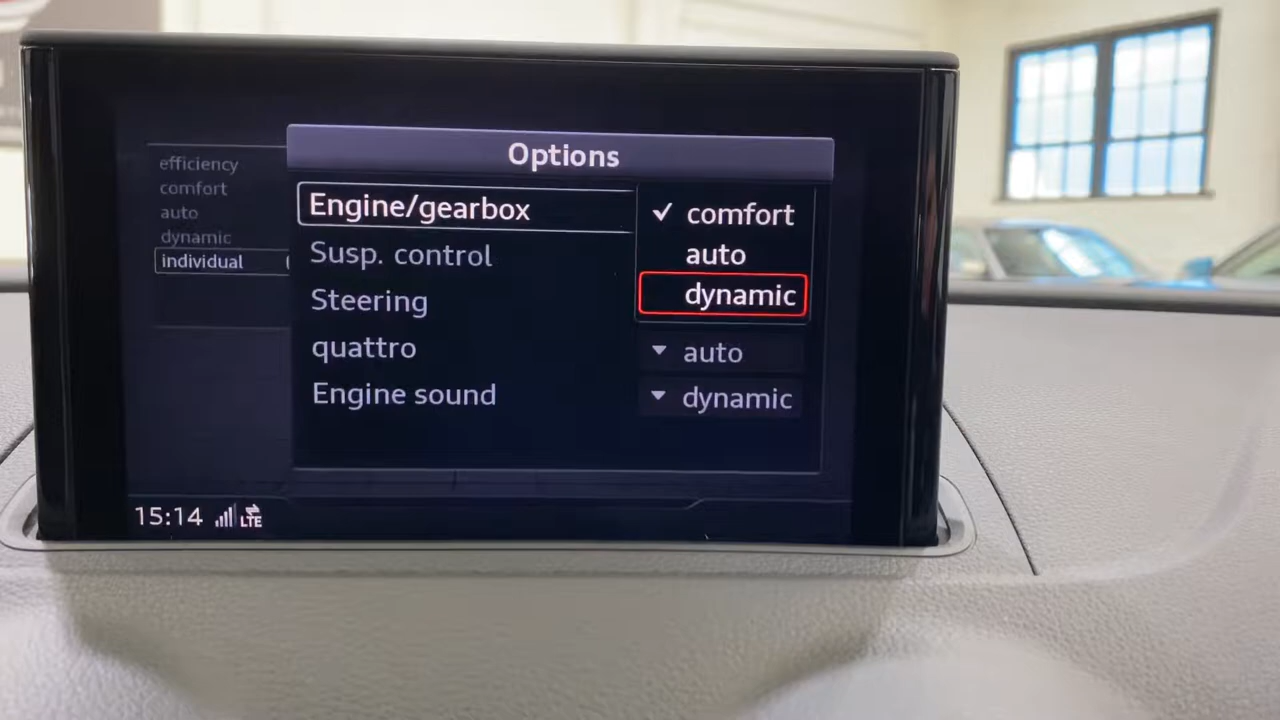 Options
efficiency
comfort
auto
dynamic
individual
Engine/gearbox
Susp. control
Steering
quattro
Engine sound
✓ comfort
auto
dynamic
auto
dynamic
15:14 LTE